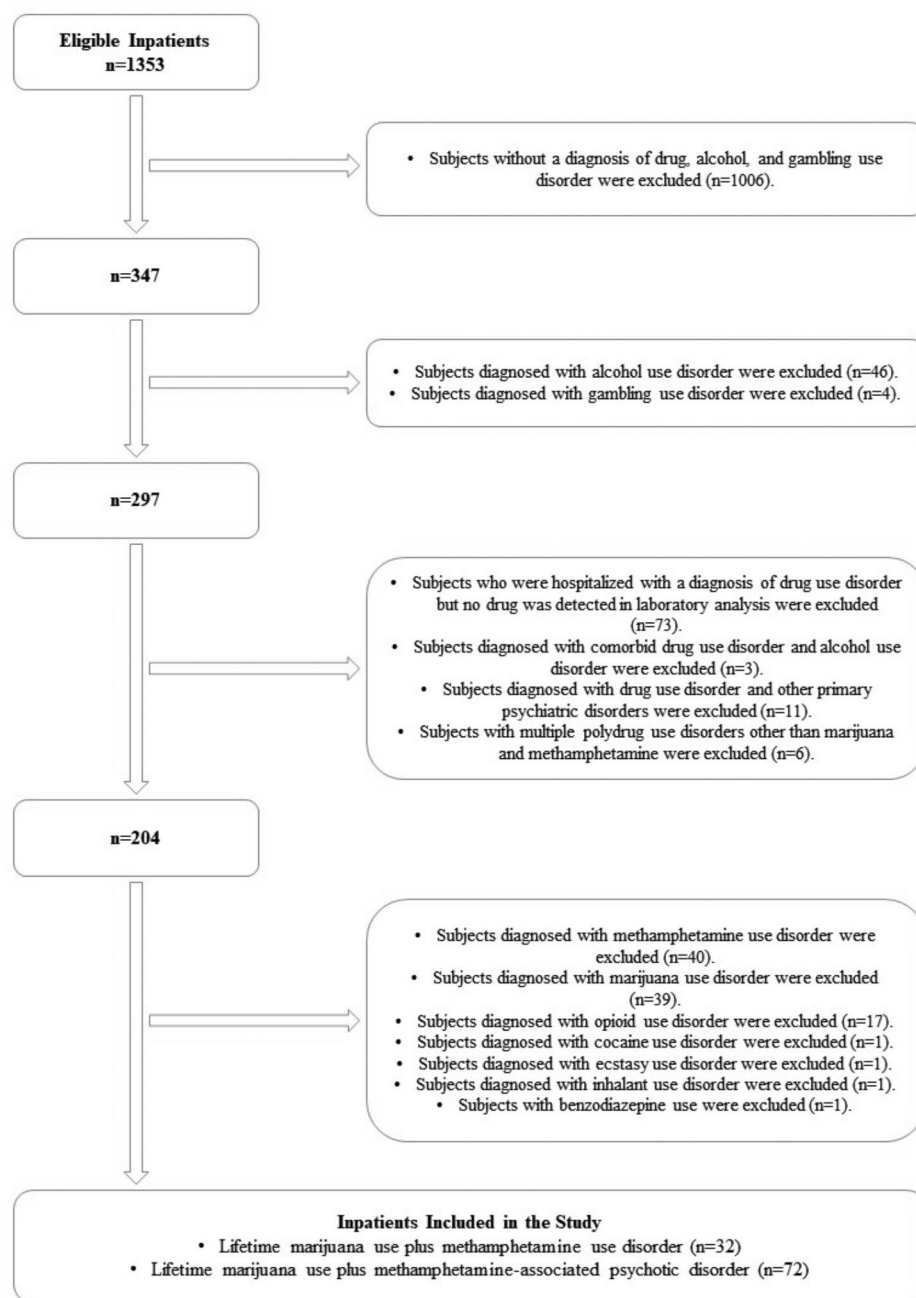 Eligible Inpatients
n=1353
• Subjects without a diagnosis of drug, alcohol, and gambling use
disorder were excluded (n=1006).
n=347
• Subjects diagnosed with alcohol use disorder were excluded (n=46).
• Subjects diagnosed with gambling use disorder were excluded (n=4).
n=297
• Subjects who were hospitalized with a diagnosis of drug use disorder
but no drug was detected in laboratory analysis were excluded
(n=73).
• Subjects diagnosed with comorbid drug use disorder and alcohol use
disorder were excluded (n=3).
• Subjects diagnosed with drug use disorder and other primary
psychiatric disorders were excluded (n=11).
• Subjects with multiple polydrug use disorders other than marijuana
and methamphetamine were excluded (n=6).
n=204
• Subjects diagnosed with methamphetamine use disorder were
excluded (n=40).
• Subjects diagnosed with marijuana use disorder were excluded
(n=39).
• Subjects diagnosed with opioid use disorder were excluded (n=17).
• Subjects diagnosed with cocaine use disorder were excluded (n=1).
• Subjects diagnosed with ecstasy use disorder were excluded (n=1).
• Subjects diagnosed with inhalant use disorder were excluded (n=1).
• Subjects with benzodiazepine use were excluded (n=1).
Inpatients Included in the Study
• Lifetime marijuana use plus methamphetamine use disorder (n=32)
• Lifetime marijuana use plus methamphetamine-associated psychotic disorder (n=72)